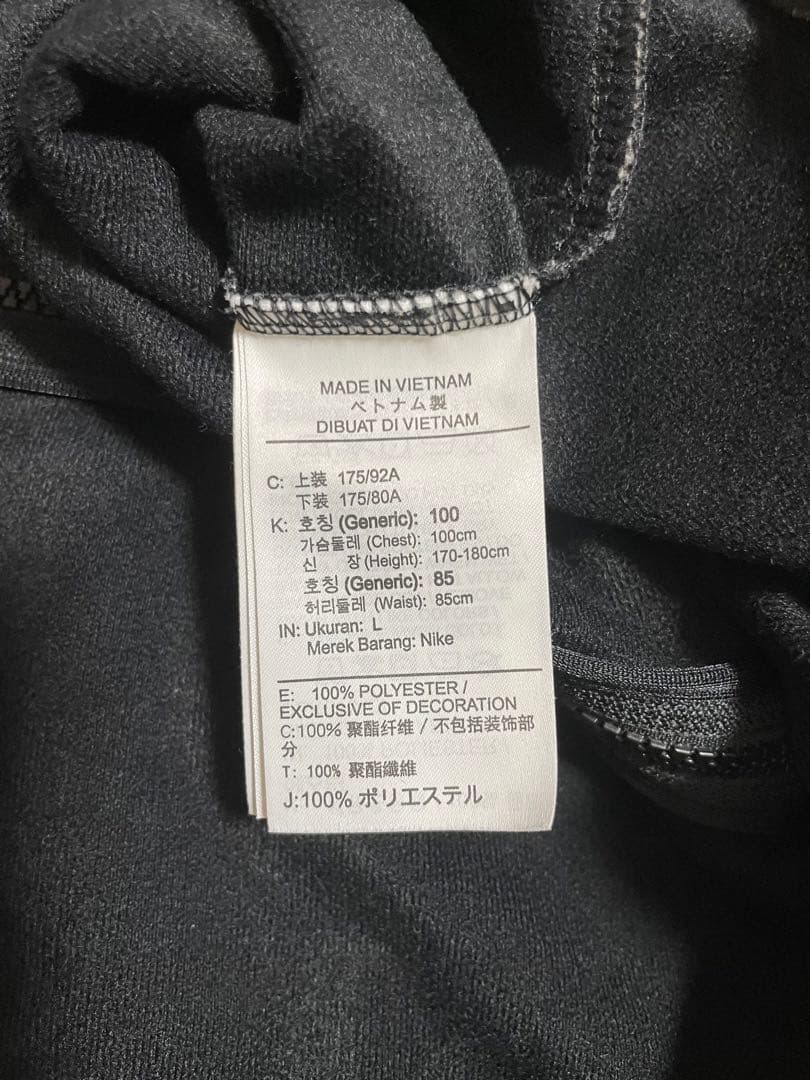 MADE IN VIETNAM
ベトナム製
DIBUAT DI VIETNAM
C: 上装 175/92A
下装 175/80A
K: 호칭 (Generic): 100
가슴둘레 (Chest): 100cm
신 장 (Height): 170-180cm
호칭 (Generic): 85
허리둘레 (Waist): 85cm
IN: Ukuran: L
Merek Barang: Nike
E: 100% POLYESTER /
EXCLUSIVE OF DECORATION
C:100% 聚酯纤维 / 不包括装饰部
分
T: 100% 聚酯纖維
J:100% ポリエステル